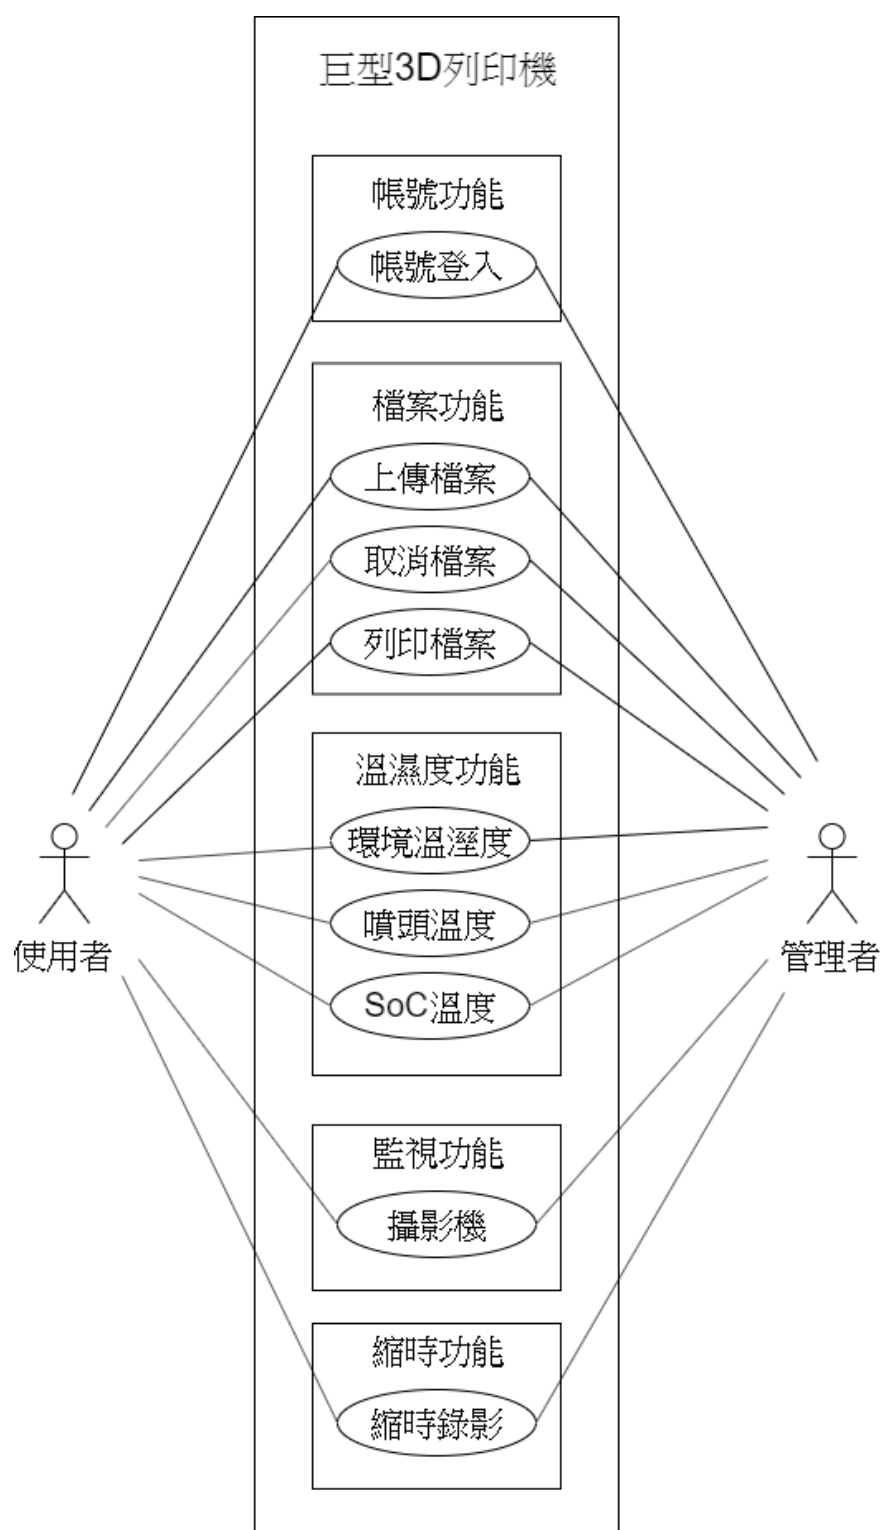 巨型3D列印機
帳號功能
帳號登入
檔案功能
上傳檔案
取消檔案
列印檔案
溫濕度功能
環境溫溼度
噴頭溫度
SoC溫度
使用者
管理者
監視功能
攝影機
縮時功能
縮時錄影